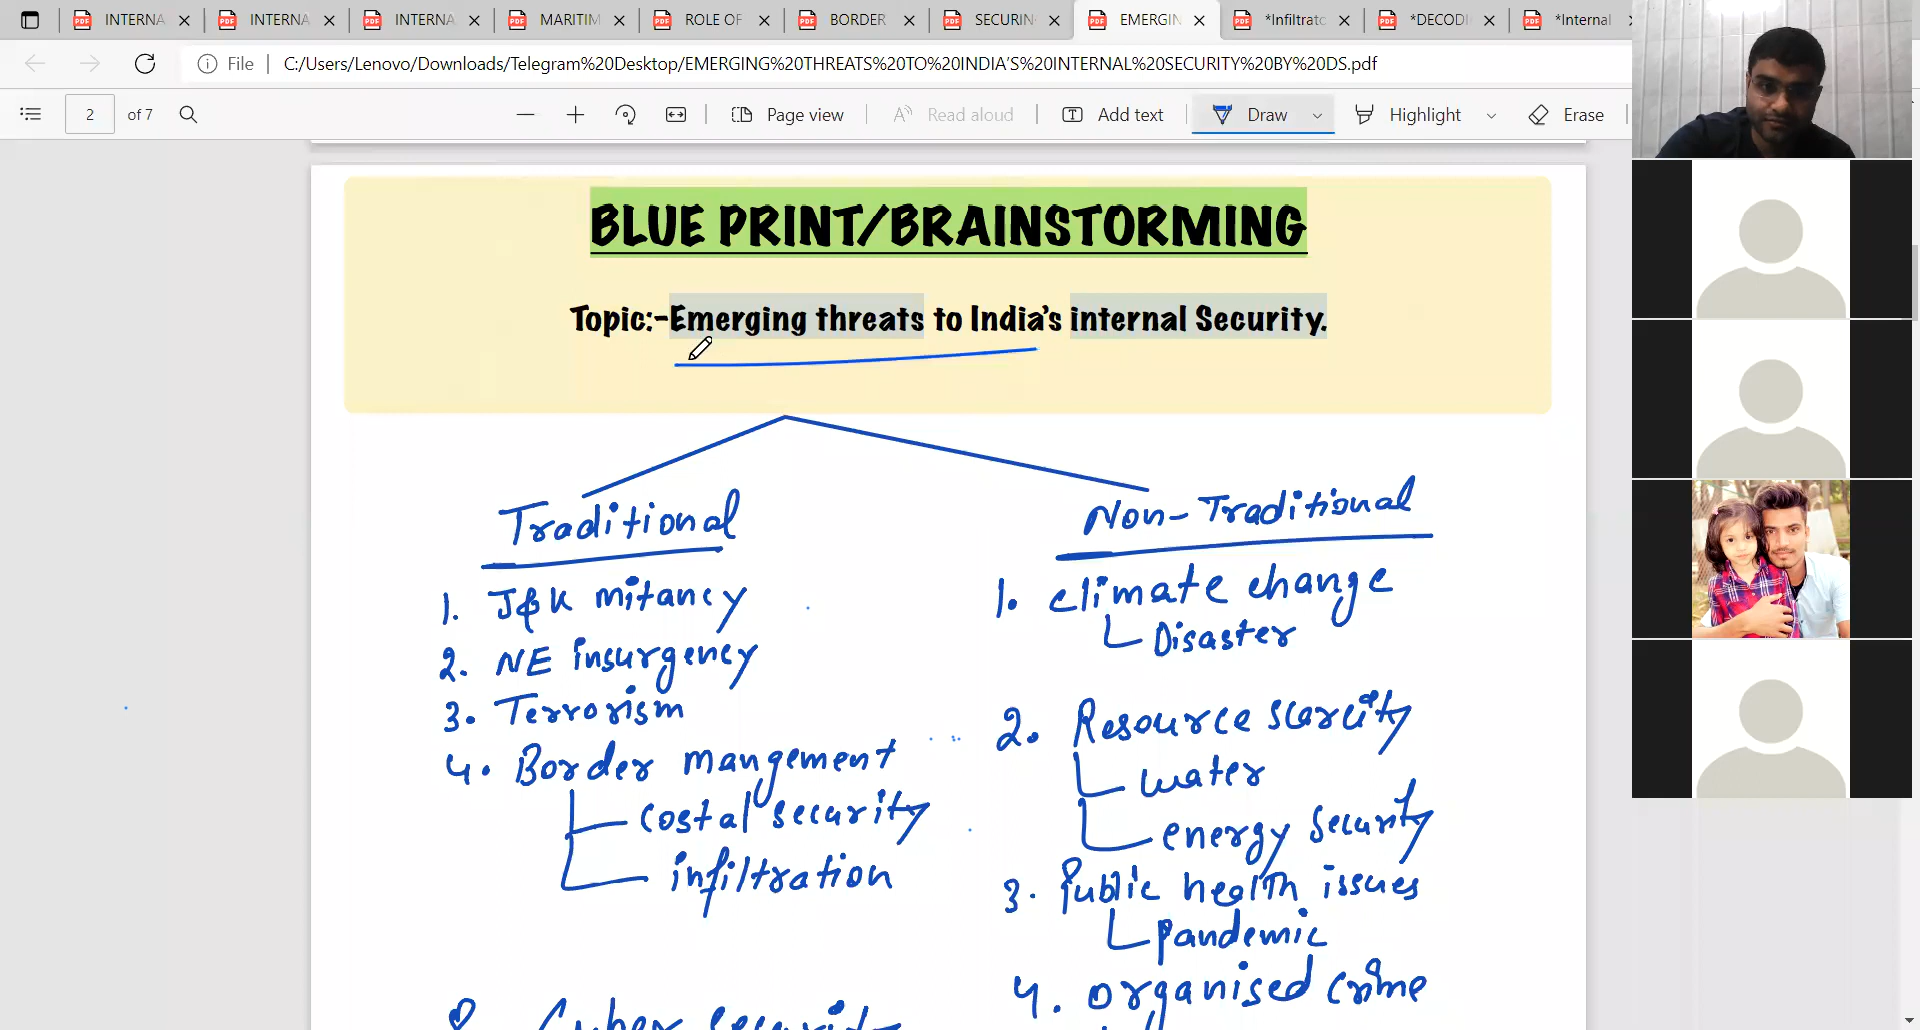 INTERNA
INTERNA
INTERNA
MARITIM
ROLE OF
BORDER
SECURIN
EMERGIN
*Infiltrato
*DECODI
*Internal
File
C:/Users/Lenovo/Downloads/Telegram%20Desktop/EMERGING%20THREATS%20TO%20INDIA'S%20INTERNAL%20SECURITY%20BY%20DS.pdf
2 of 7
Page view
Read aloud
Add text
Draw
Highlight
Erase
BLUE PRINT/BRAINSTORMING
Topic:-Emerging threats to India's internal Security.
Traditional
1. J&K mitancy
2. NE insurgency
3. Terrorism
4. Border mangement
costal security
infiltration
Cyber security
Non-Traditional
1. climate change
Disaster
2. Resource scarcity
water
energy security
3. Public health issues
pandemic
4. organised crime